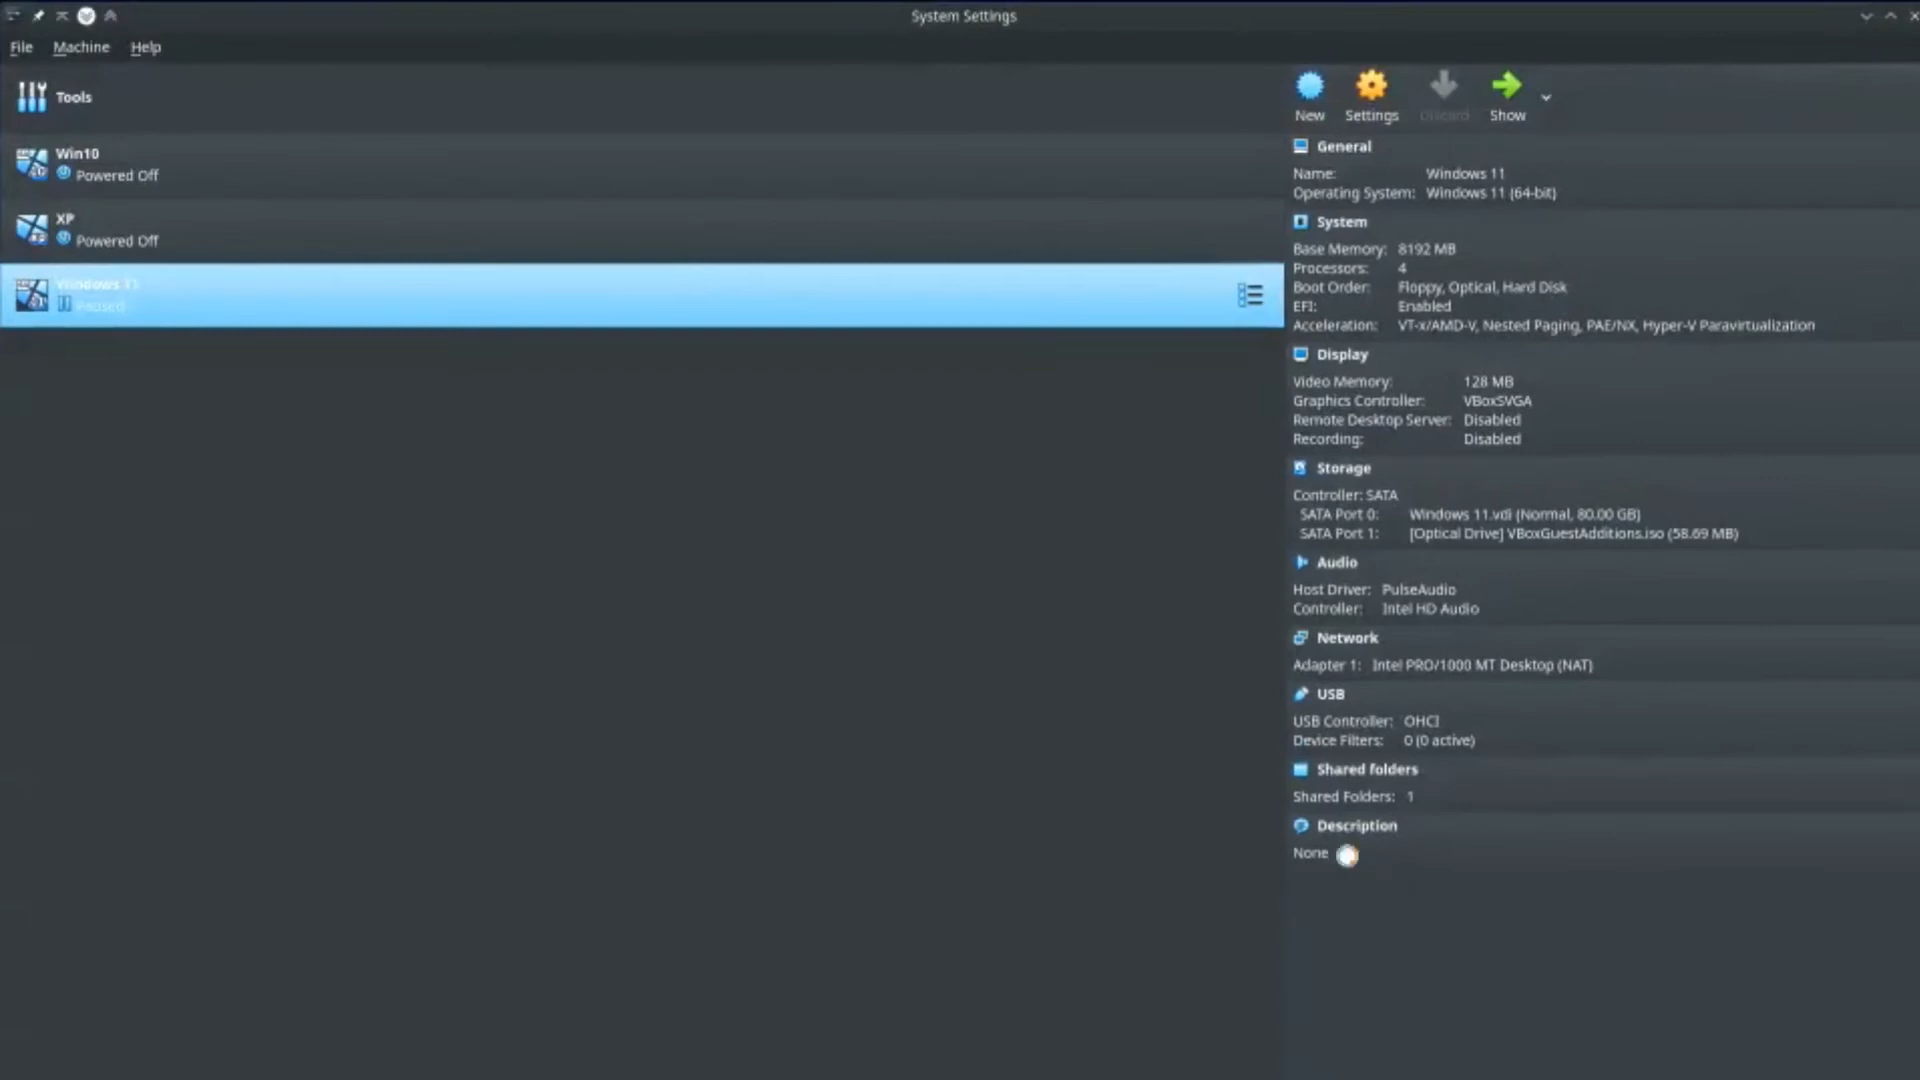 System Settings
File Machine Help
Tools
Win10
Powered Off
XP
Powered Off
Windows 11
Paused
New Settings Discard Show
General
Name: Windows 11
Operating System: Windows 11 (64-bit)
System
Base Memory: 8192 MB
Processors: 4
Boot Order: Floppy, Optical, Hard Disk
EFI: Enabled
Acceleration: VT-x/AMD-V, Nested Paging, PAE/NX, Hyper-V Paravirtualization
Display
Video Memory: 128 MB
Graphics Controller: VBoxSVGA
Remote Desktop Server: Disabled
Recording: Disabled
Storage
Controller: SATA
SATA Port 0: Windows 11.vdi (Normal, 80.00 GB)
SATA Port 1: [Optical Drive] VBoxGuestAdditions.iso (58.69 MB)
Audio
Host Driver: PulseAudio
Controller: Intel HD Audio
Network
Adapter 1: Intel PRO/1000 MT Desktop (NAT)
USB
USB Controller: OHCI
Device Filters: 0 (0 active)
Shared folders
Shared Folders: 1
Description
None